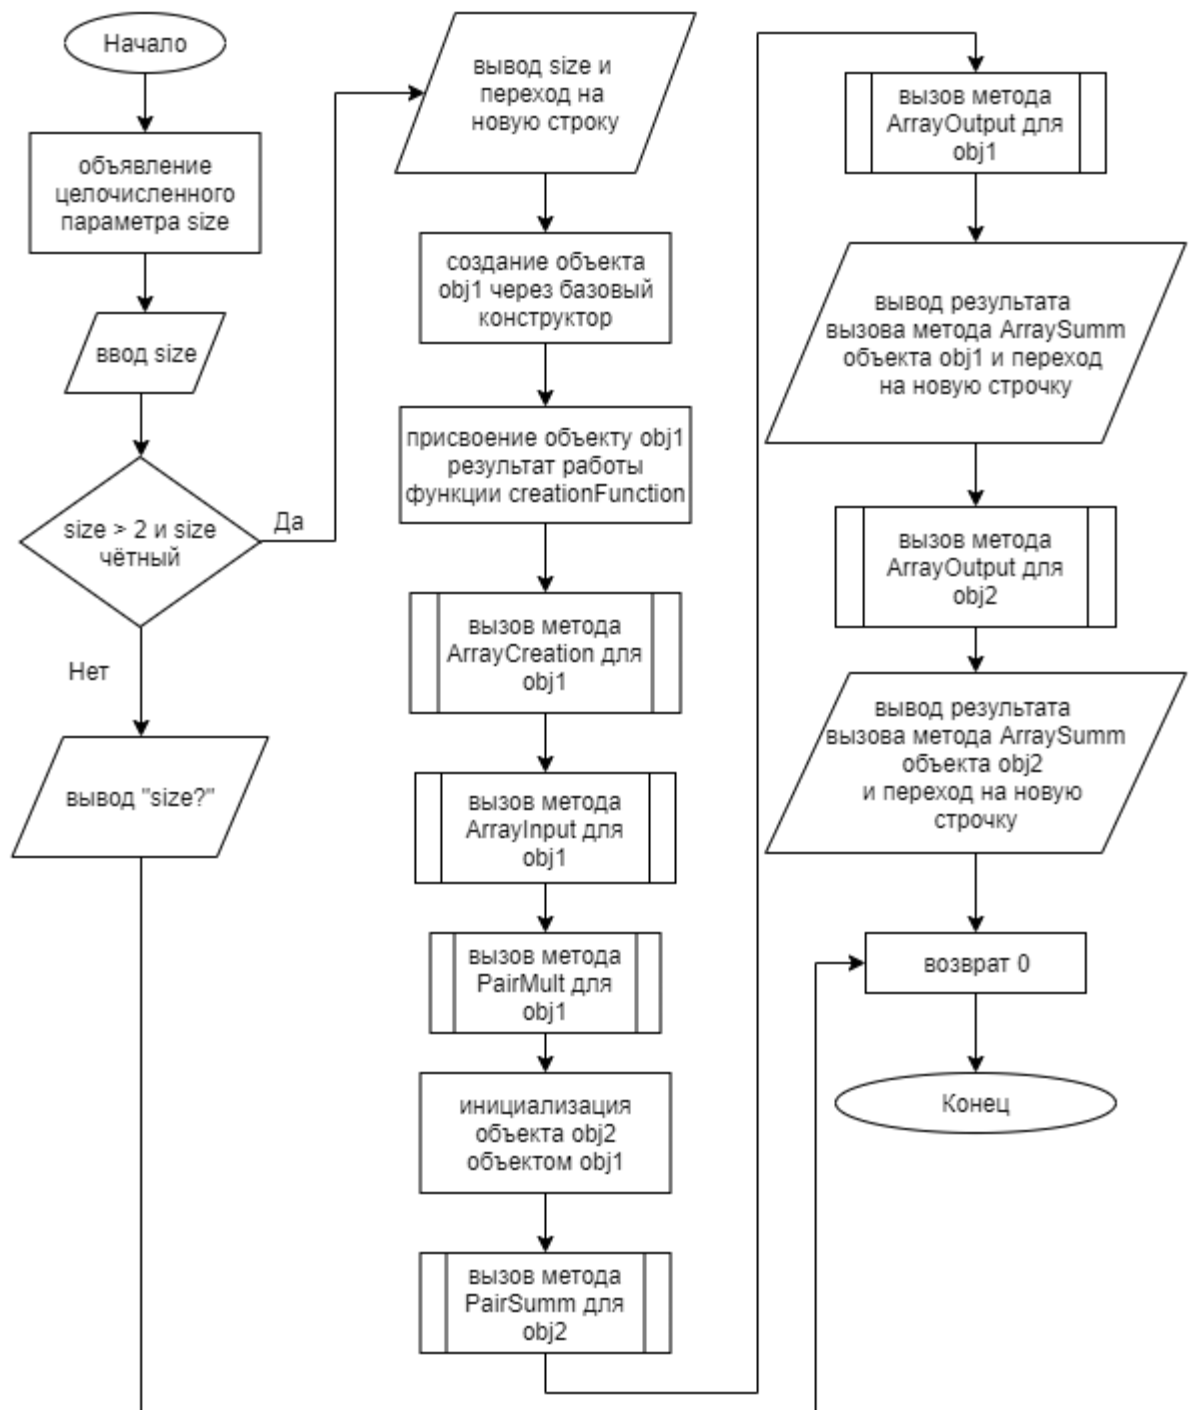 Начало
объявление
целочисленного
параметра size
ввод size
size > 2 и size
чётный
Да
Нет
вывод "size?"
вывод size и
переход на
новую строку
создание объекта
obj1 через базовый
конструктор
присвоение объекту obj1
результат работы
функции creationFunction
вызов метода
ArrayCreation для
obj1
вызов метода
ArrayInput для
obj1
вызов метода
PairMult для
obj1
инициализация
объекта obj2
объектом obj1
вызов метода
PairSumm для
obj2
вызов метода
ArrayOutput для
obj1
вывод результата
вызова метода ArraySumm
объекта obj1 и переход
на новую строчку
вызов метода
ArrayOutput для
obj2
вывод результата
вызова метода ArraySumm
объекта obj2
и переход на новую
строчку
возврат 0
Конец